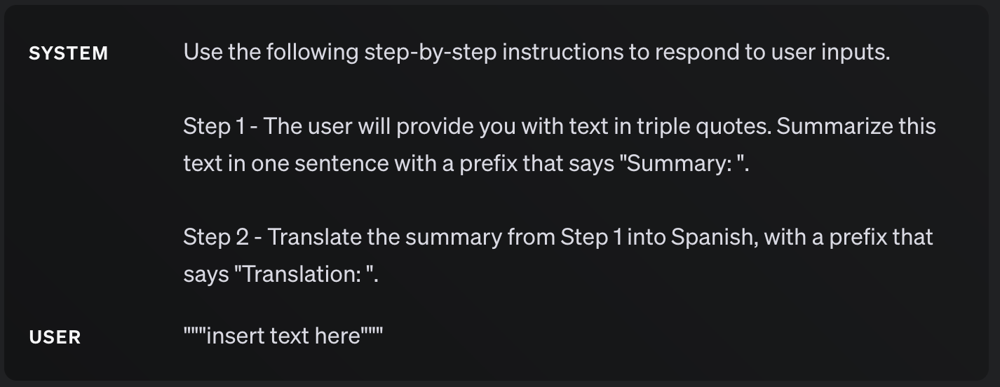 SYSTEM Use the following step-by-step instructions to respond to user inputs.
Step 1 - The user will provide you with text in triple quotes. Summarize this
text in one sentence with a prefix that says "Summary: ".
Step 2 - Translate the summary from Step 1 into Spanish, with a prefix that
says "Translation: ".
USER """insert text here"""